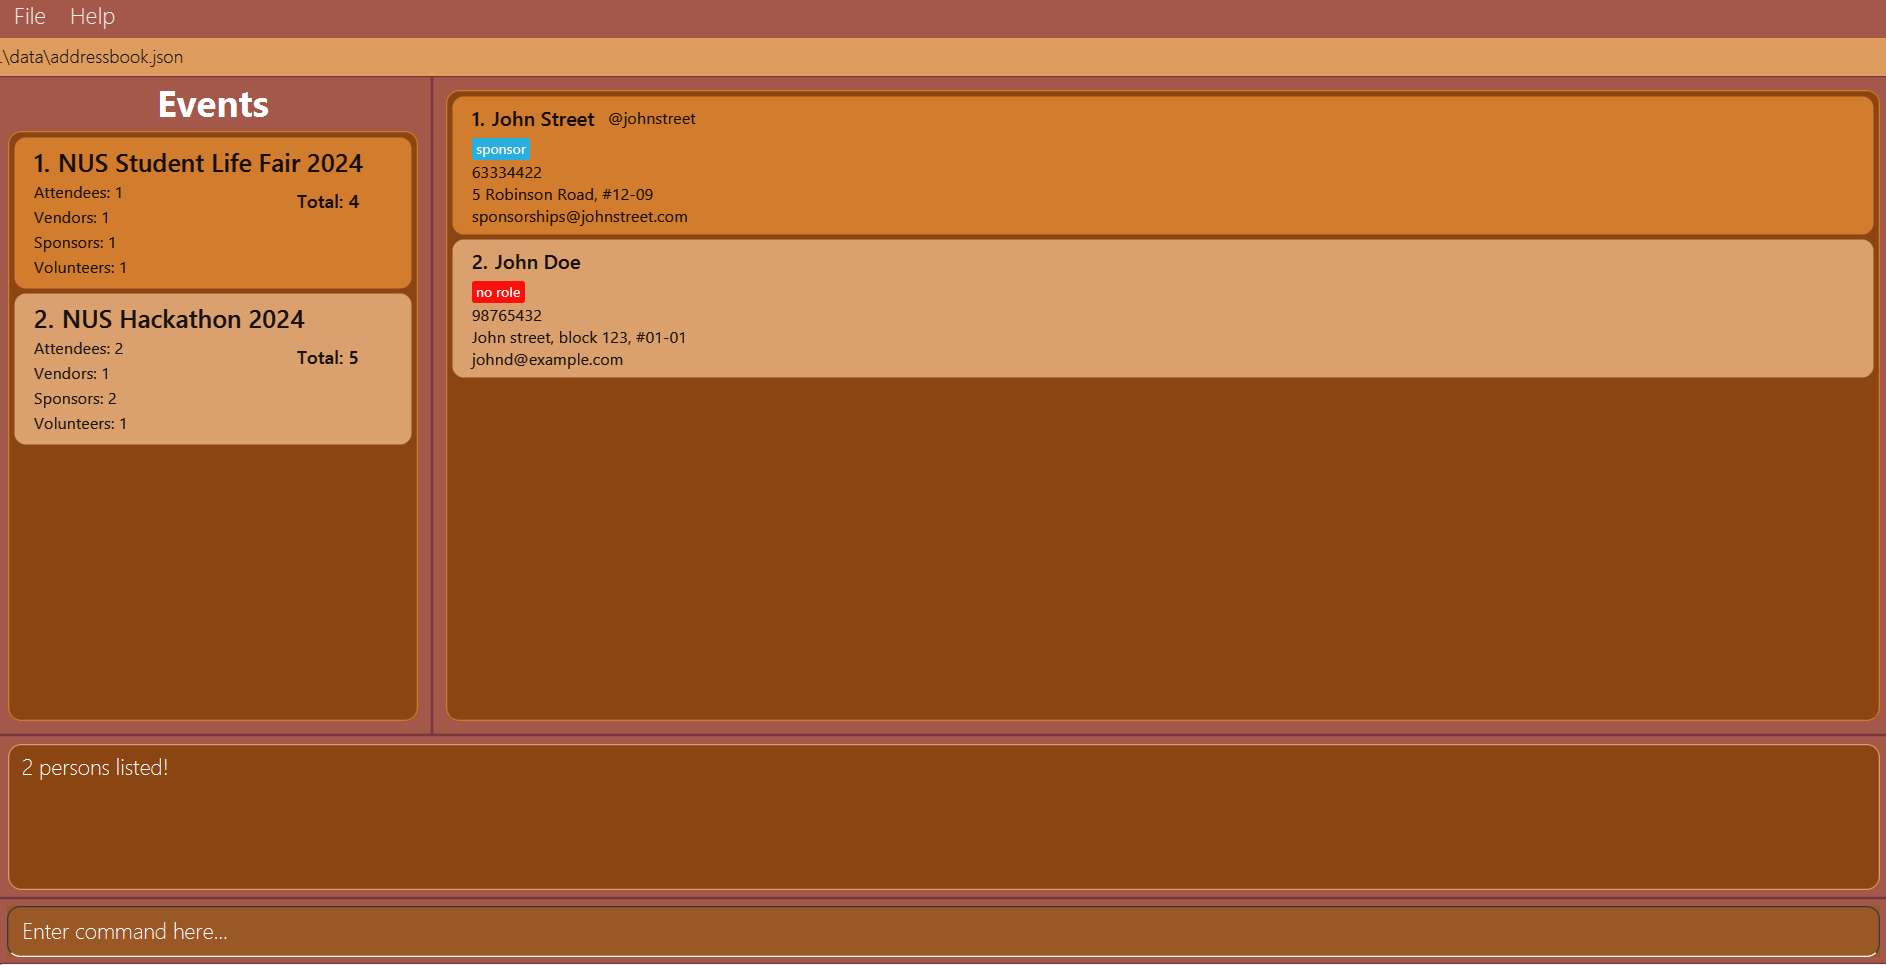 File Help
.\data\addressbook.json
Events
1. NUS Student Life Fair 2024
Attendees: 1
Total: 4
Vendors: 1
Sponsors: 1
Volunteers: 1
2. NUS Hackathon 2024
Attendees: 2
Total: 5
Vendors: 1
Sponsors: 2
Volunteers: 1
1. John Street @johnstreet
sponsor
63334422
5 Robinson Road, #12-09
sponsorships@johnstreet.com
2. John Doe
no role
98765432
John street, block 123, #01-01
johnd@example.com
2 persons listed!
Enter command here...